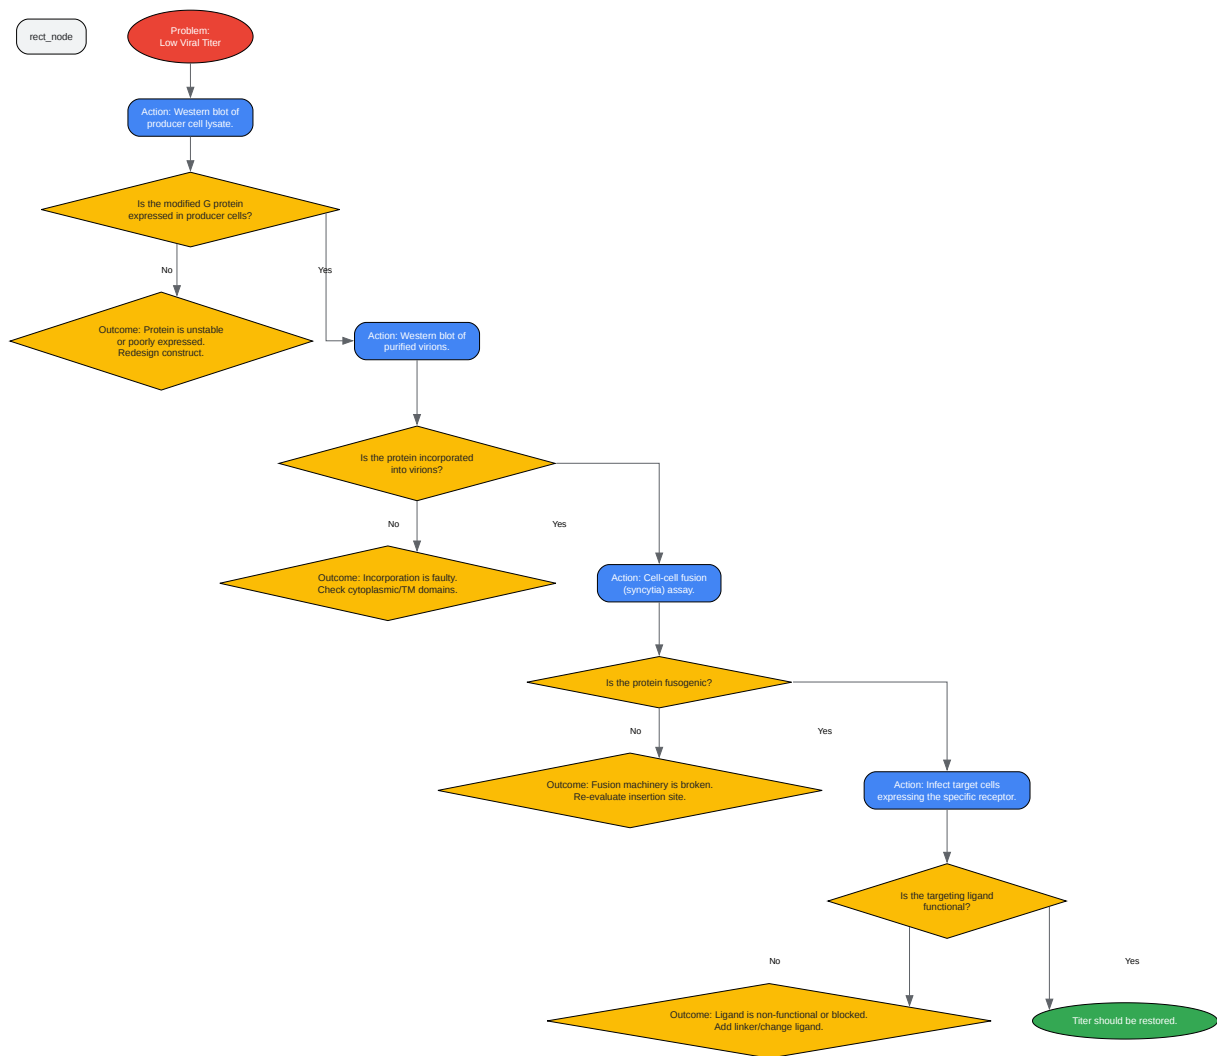 rect_node
Problem:
Low Viral Titer
Action: Western blot of
producer cell lysate.
Is the modified G protein
expressed in producer cells?
No
Yes
Outcome: Protein is unstable
or poorly expressed.
Redesign construct.
Action: Western blot of
purified virions.
Is the protein incorporated
into virions?
No
Yes
Outcome: Incorporation is faulty.
Check cytoplasmic/TM domains.
Action: Cell-cell fusion
(syncytia) assay.
Is the protein fusogenic?
No
Yes
Outcome: Fusion machinery is broken.
Re-evaluate insertion site.
Action: Infect target cells
expressing the specific receptor.
Is the targeting ligand
functional?
No
Yes
Outcome: Ligand is non-functional or blocked.
Add linker/change ligand.
Titer should be restored.